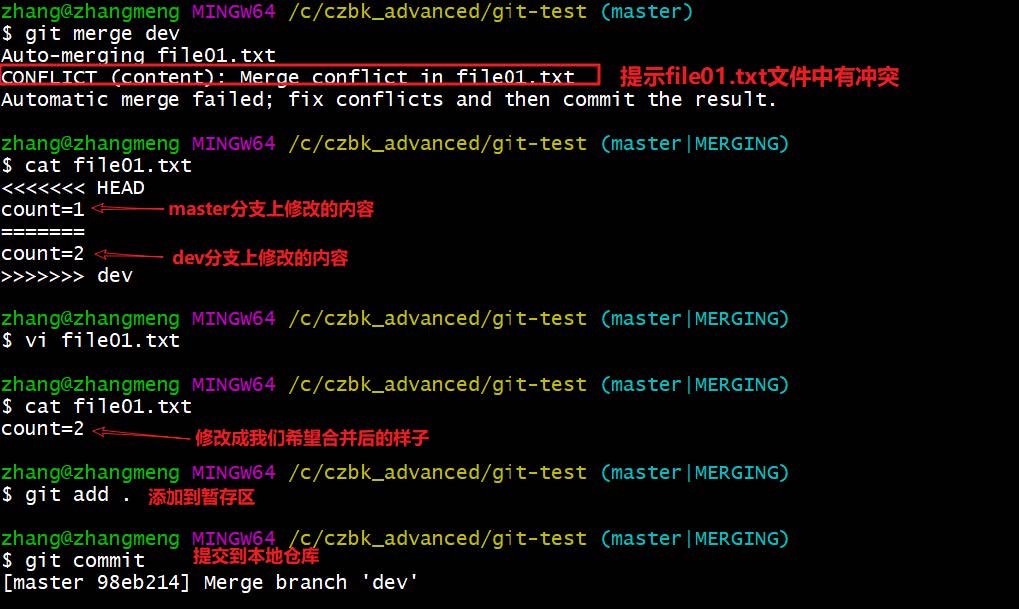 zhang@zhangmeng MINGW64 /c/czbk_advanced/git-test (master)
$ git merge dev
Auto-merging file01.txt
CONFLICT (content): Merge conflict in file01.txt 提示file01.txt文件中有冲突
Automatic merge failed; fix conflicts and then commit the result.
zhang@zhangmeng MINGW64 /c/czbk_advanced/git-test (master|MERGING)
$ cat file01.txt
<<<<<<< HEAD
count=1 master分支上修改的内容
=======
count=2 dev分支上修改的内容
>>>>>>> dev
zhang@zhangmeng MINGW64 /c/czbk_advanced/git-test (master|MERGING)
$ vi file01.txt
zhang@zhangmeng MINGW64 /c/czbk_advanced/git-test (master|MERGING)
$ cat file01.txt
count=2 修改成我们希望合并后的样子
zhang@zhangmeng MINGW64 /c/czbk_advanced/git-test (master|MERGING)
$ git add . 添加到暂存区
zhang@zhangmeng MINGW64 /c/czbk_advanced/git-test (master|MERGING)
$ git commit 提交到本地仓库
[master 98eb214] Merge branch 'dev'